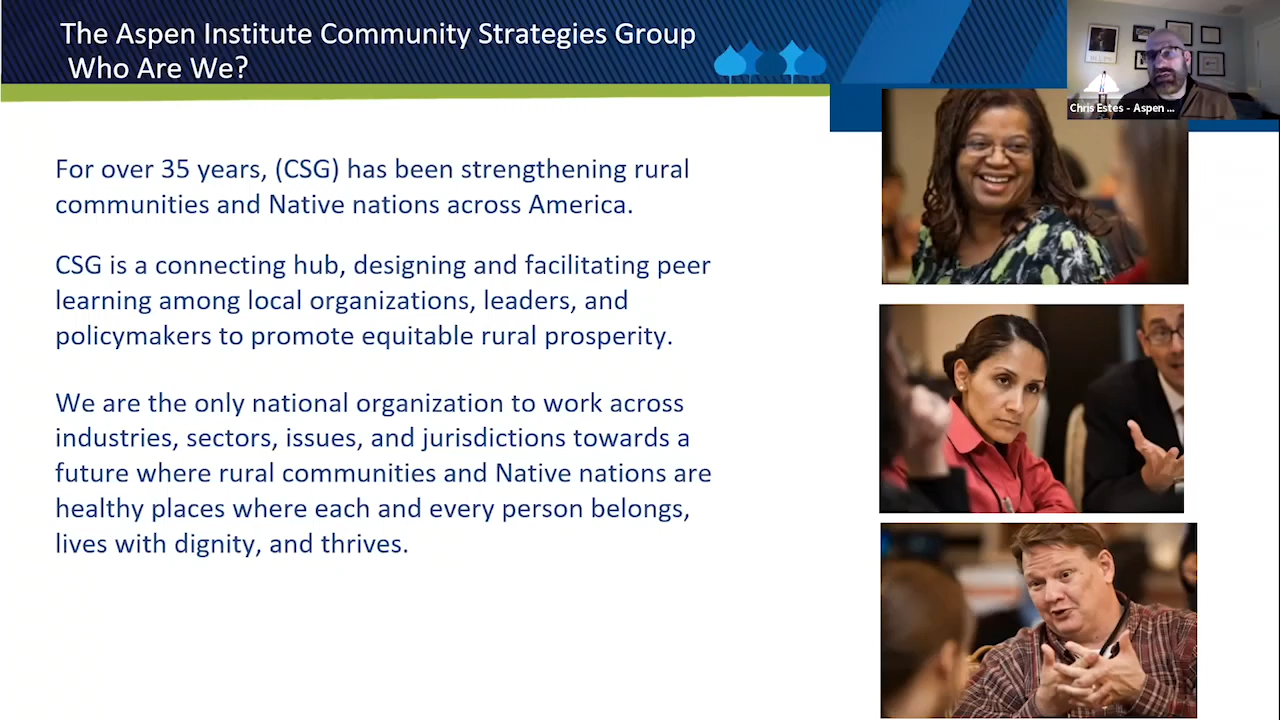 The Aspen Institute Community Strategies Group
Who Are We?
Chris Estes - Aspen ...
For over 35 years, (CSG) has been strengthening rural
communities and Native nations across America.
CSG is a connecting hub, designing and facilitating peer
learning among local organizations, leaders, and
policymakers to promote equitable rural prosperity.
We are the only national organization to work across
industries, sectors, issues, and jurisdictions towards a
future where rural communities and Native nations are
healthy places where each and every person belongs,
lives with dignity, and thrives.